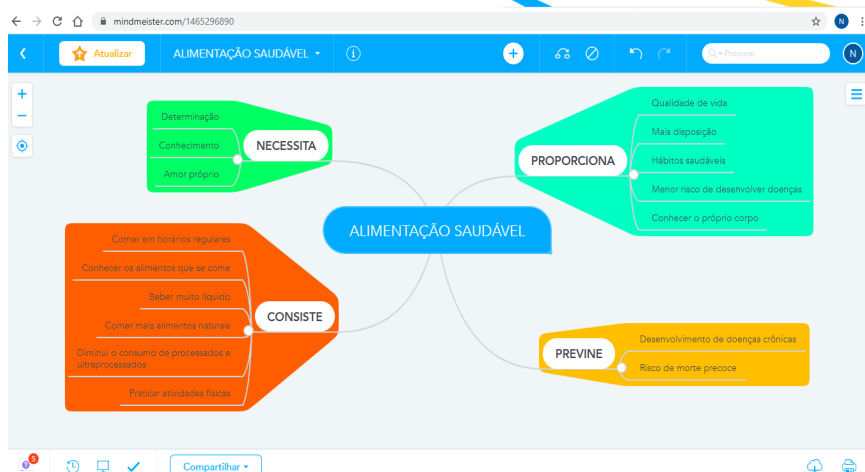 mindmeister.com/1465296890
N
Atualizar
ALIMENTAÇÃO SAUDÁVEL
Procurar
N
Determinação
Conhecimento
Amor próprio
NECESSITA
PROPORCIONA
Qualidade de vida
Mais disposição
Hábitos saudáveis
Menor risco de desenvolver doenças
Conhecer o próprio corpo
ALIMENTAÇÃO SAUDÁVEL
Comer em horários regulares
Conhecer os alimentos que se come
Beber muito líquido
Comer mais alimentos naturais
Diminui o consumo de processados e
ultraprocessados
Praticar atividades físicas
CONSISTE
PREVINE
Desenvolvimento de doenças crônicas
Risco de morte precoce
5
Compartilhar